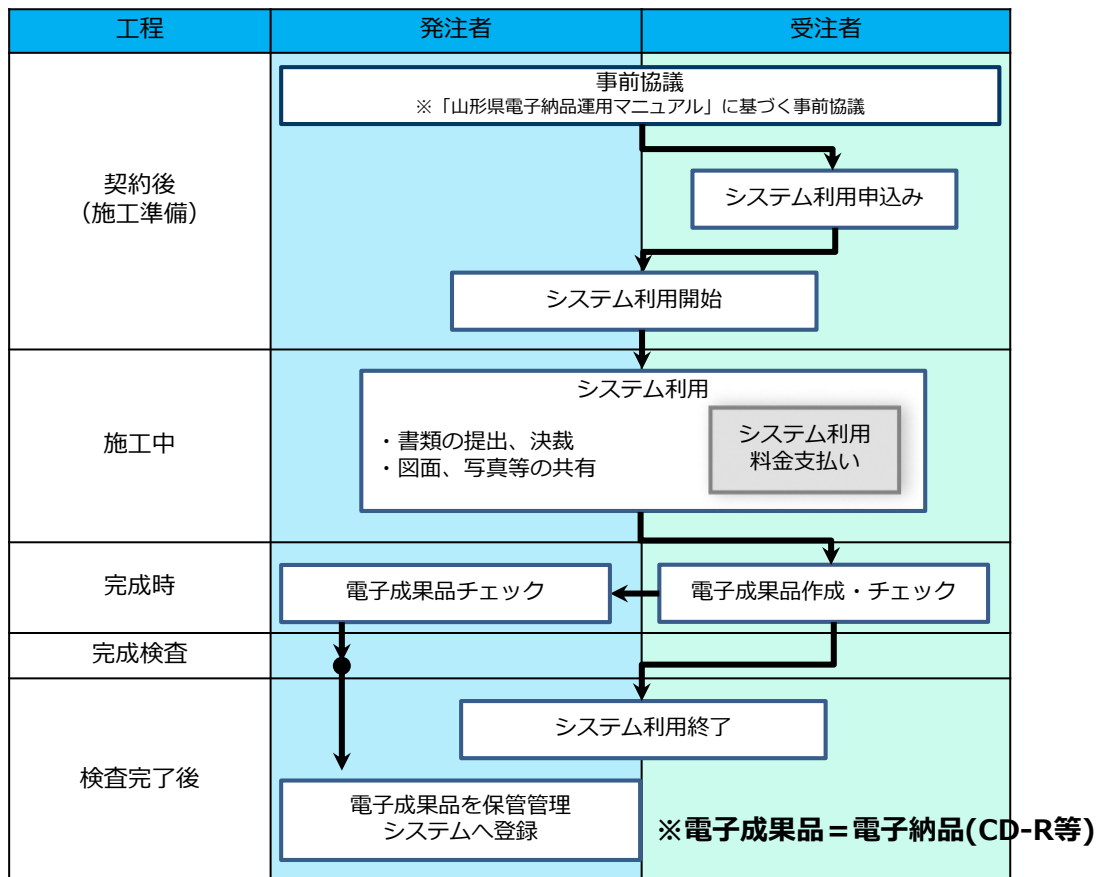 工程
発注者
受注者
契約後
（施工準備）
事前協議
※「山形県電子納品運用マニュアル」に基づく事前協議
システム利用申込み
システム利用開始
施工中
システム利用
・書類の提出、決裁
・図面、写真等の共有
システム利用
料金支払い
完成時
電子成果品チェック
電子成果品作成・チェック
完成検査
検査完了後
システム利用終了
電子成果品を保管管理
システムへ登録
※電子成果品＝電子納品(CD-R等)